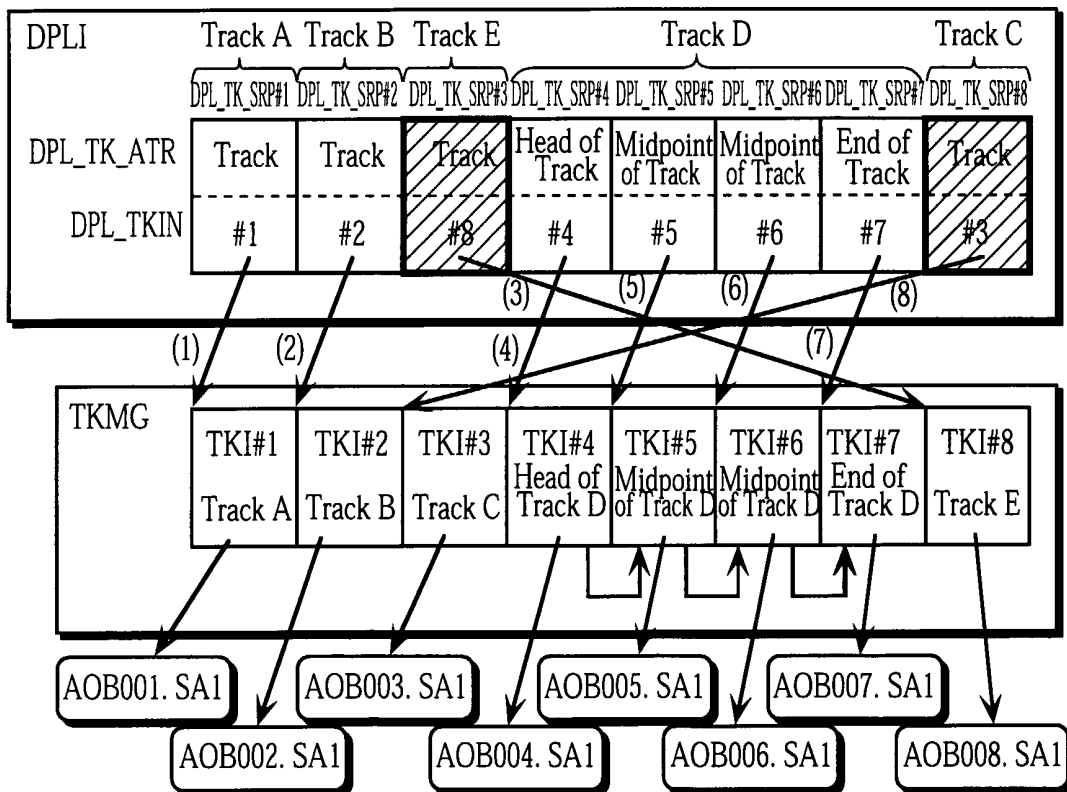 DPLI
Track A Track B Track E Track D Track C
DPL_TK_SRP#1 DPL_TK_SRP#2 DPL_TK_SRP#3 DPL_TK_SRP#4 DPL_TK_SRP#5 DPL_TK_SRP#6 DPL_TK_SRP#7 DPL_TK_SRP#8
DPL_TK_ATR
Track
Track
Track
Head of
Track
Midpoint
of Track
Midpoint
of Track
End of
Track
Track
DPL_TKIN
#1 #2 #8 #4 #5 #6 #7 #3
(3) (5) (6) (8)
(1) (2) (4) (7)
TKMG
TKI#1
Track A
TKI#2
Track B
TKI#3
Track C
TKI#4
Head of
Track D
TKI#5
Midpoint
of Track D
TKI#6
Midpoint
of Track D
TKI#7
End of
Track D
TKI#8
Track E
AOB001. SA1 AOB003. SA1 AOB005. SA1 AOB007. SA1
AOB002. SA1 AOB004. SA1 AOB006. SA1 AOB008. SA1